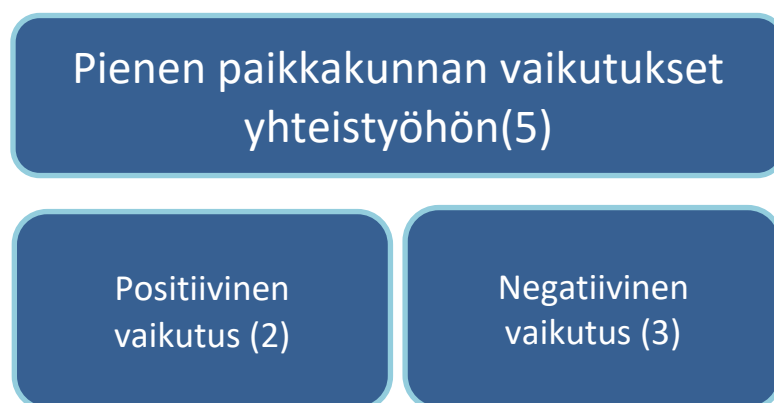 Pienen paikkakunnan vaikutukset
yhteistyöhön(5)
Positiivinen
vaikutus (2)
Negatiivinen
vaikutus (3)